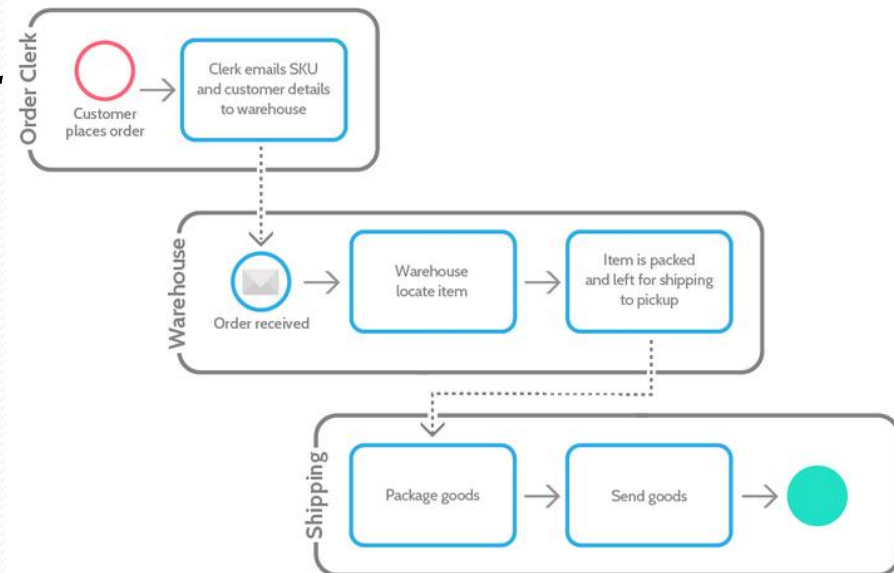 Order Clerk
Customer
places order
Clerk emails SKU
and customer details
to warehouse
Warehouse
Order received
Warehouse
locate item
Item is packed
and left for shipping
to pickup
Shipping
Package goods
Send goods